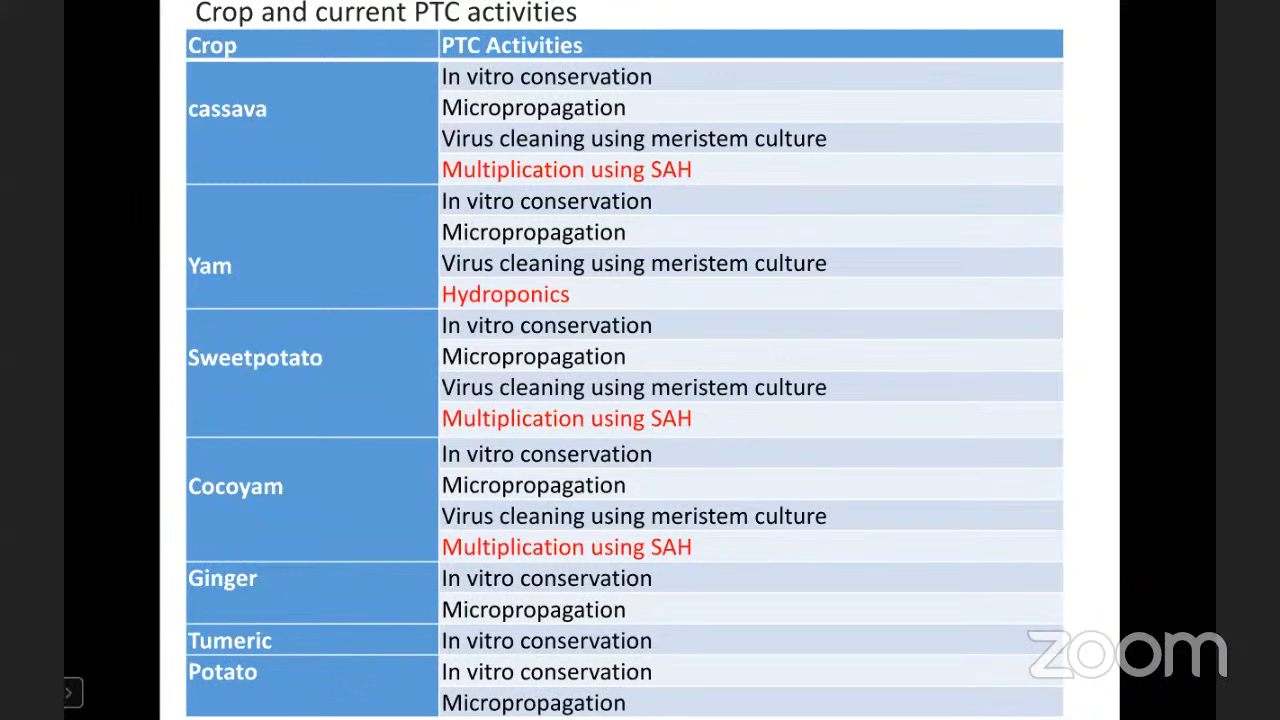 Crop and current PTC activities
Crop PTC Activities
cassava
In vitro conservation
Micropropagation
Virus cleaning using meristem culture
Multiplication using SAH
Yam
In vitro conservation
Micropropagation
Virus cleaning using meristem culture
Hydroponics
Sweetpotato
In vitro conservation
Micropropagation
Virus cleaning using meristem culture
Multiplication using SAH
Cocoyam
In vitro conservation
Micropropagation
Virus cleaning using meristem culture
Multiplication using SAH
Ginger
In vitro conservation
Micropropagation
Tumeric
In vitro conservation
Potato
In vitro conservation
Micropropagation
zoom